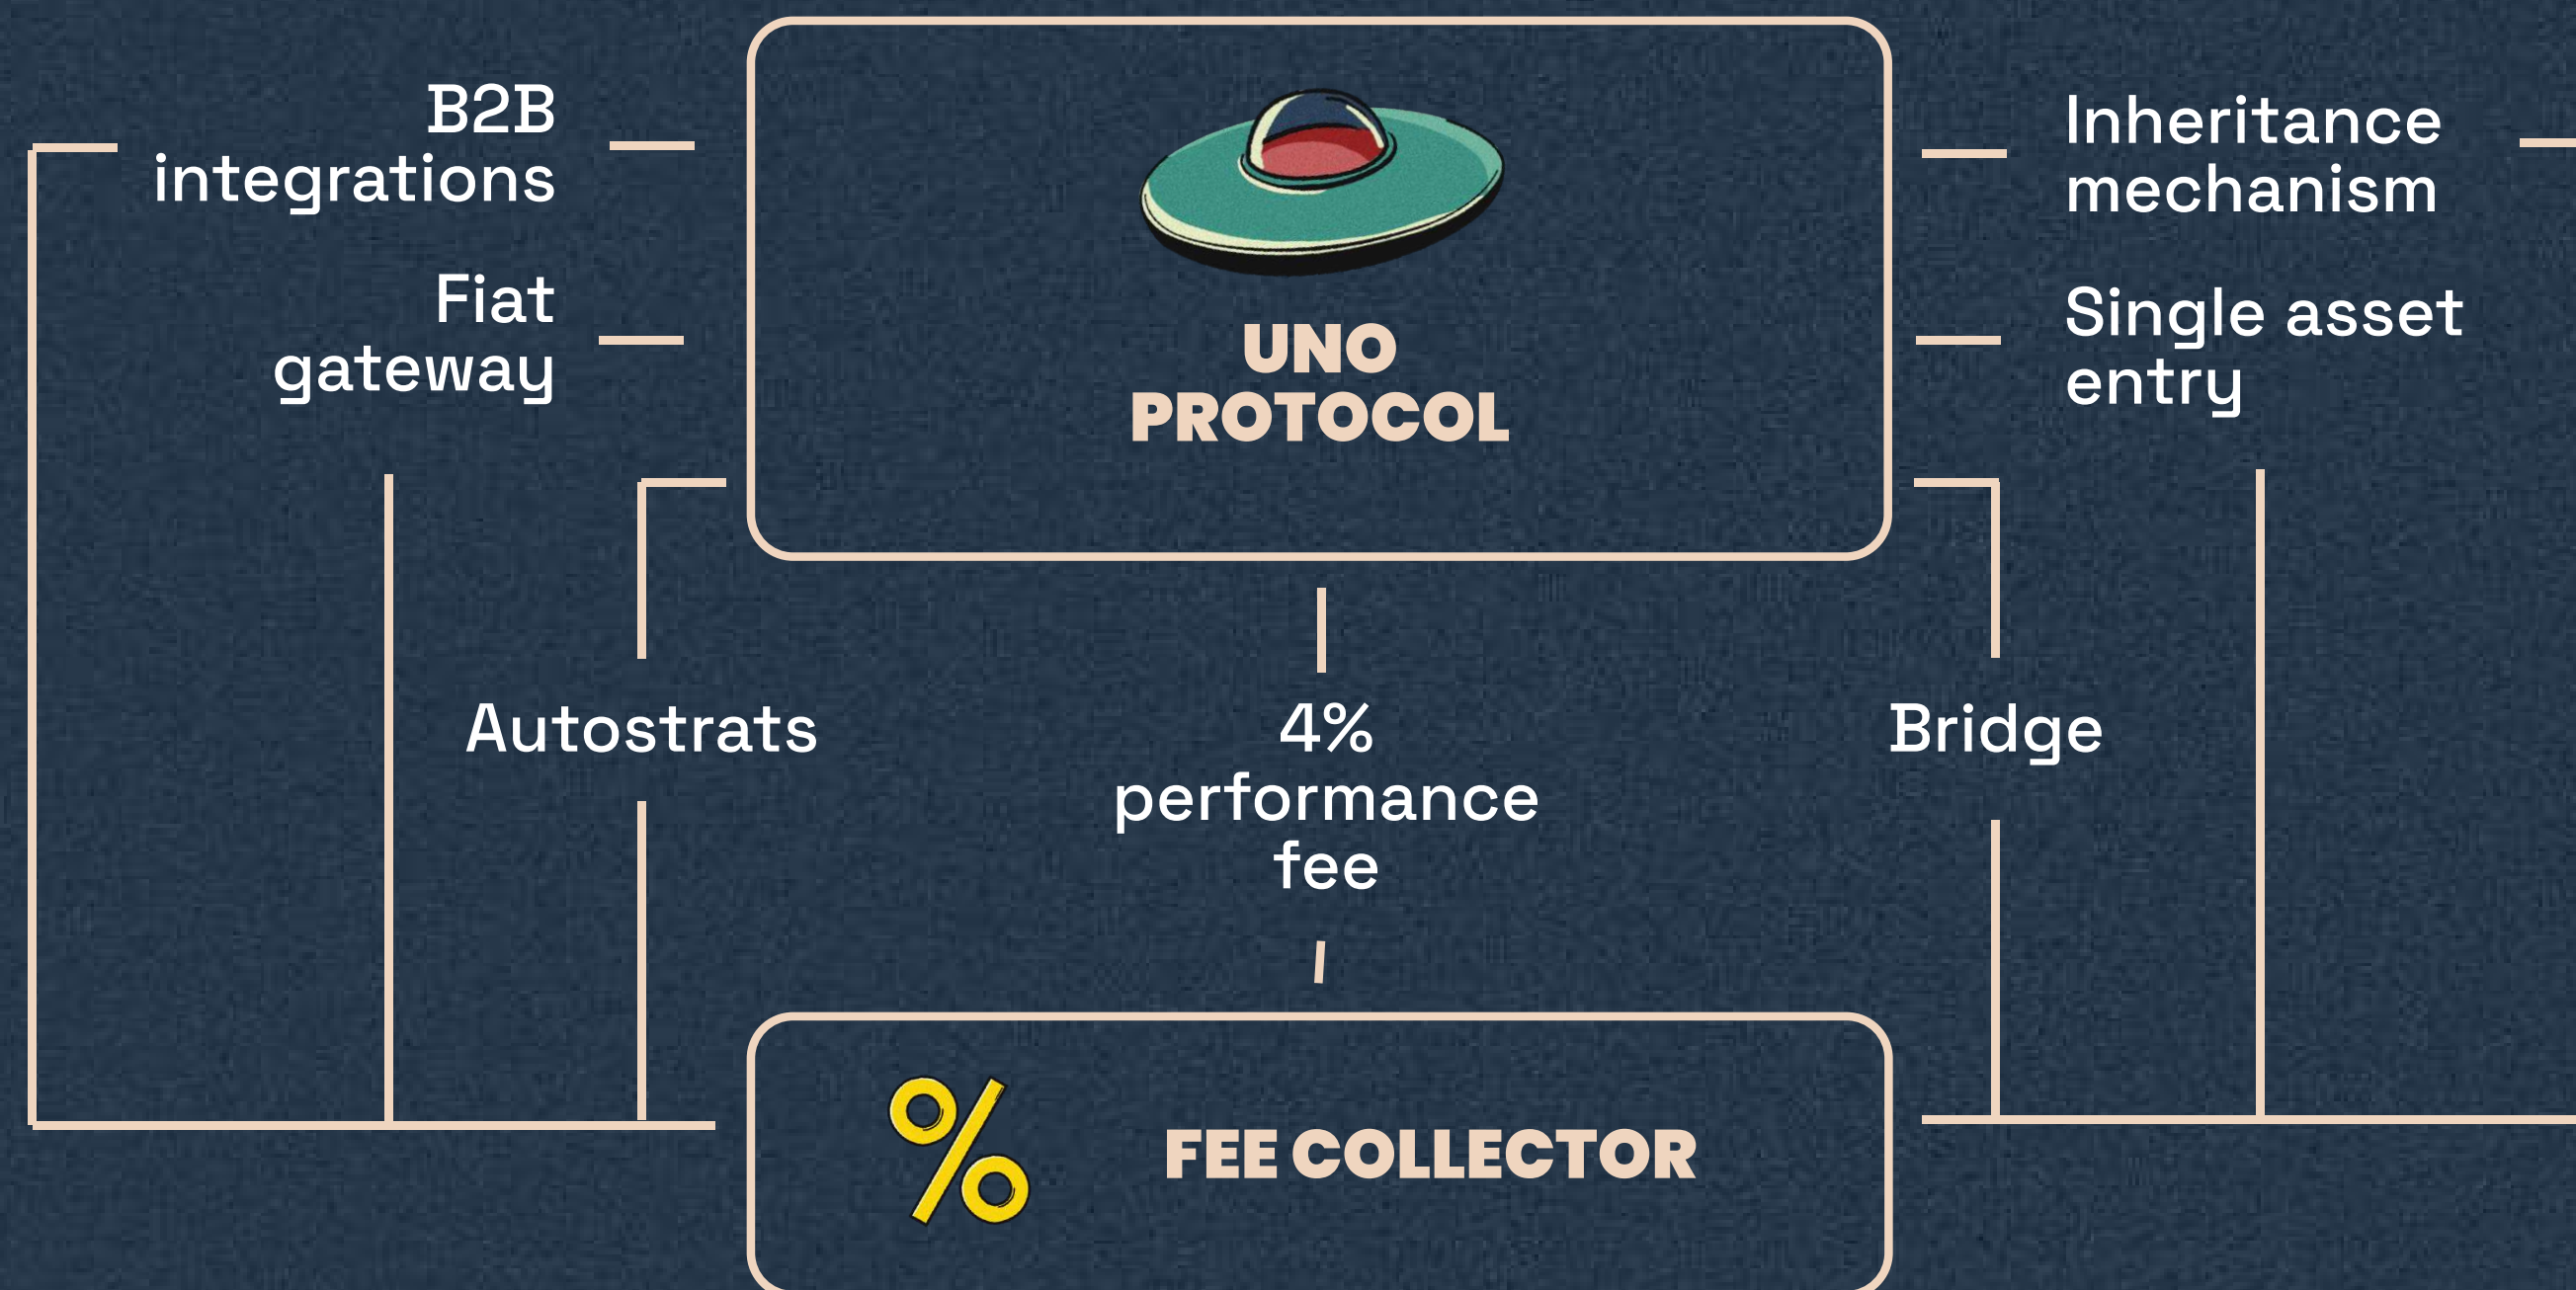 B2B
integrations
Fiat
gateway
UNO
PROTOCOL
Inheritance
mechanism
Single asset
entry
Autostrats
4%
performance
fee
Bridge
%
FEE COLLECTOR